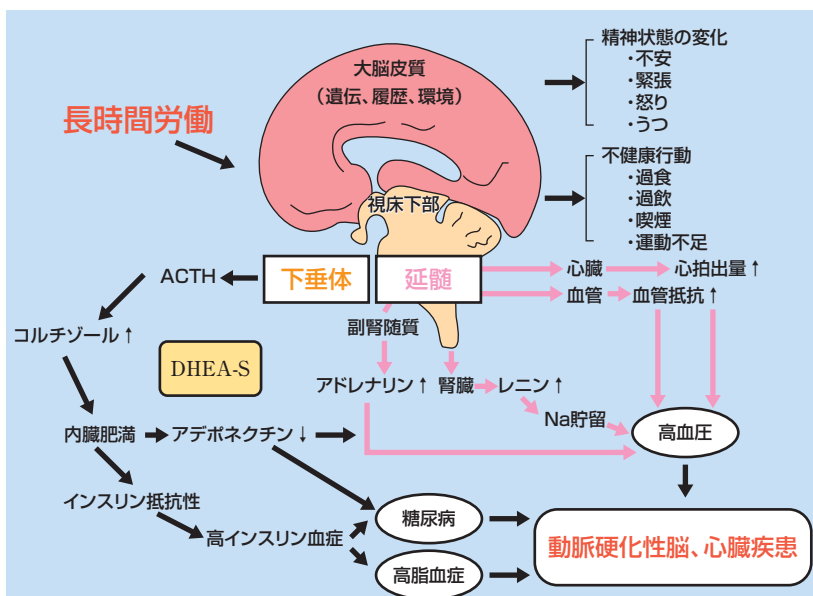 精神状態の変化
・不安
・緊張
・怒り
・うつ
大脳皮質
（遺伝、履歴、環境）
長時間労働
不健康行動
・過食
・過飲
・喫煙
・運動不足
視床下部
ACTH
下垂体
延髄
心臓
心拍出量↑
血管
血管抵抗↑
副腎随質
コルチゾール↑
DHEA-S
アドレナリン↑
腎臓
レニン↑
Na貯留
高血圧
内臓肥満
アデポネクチン↓
インスリン抵抗性
高インスリン血症
糖尿病
高脂血症
動脈硬化性脳、心臓疾患